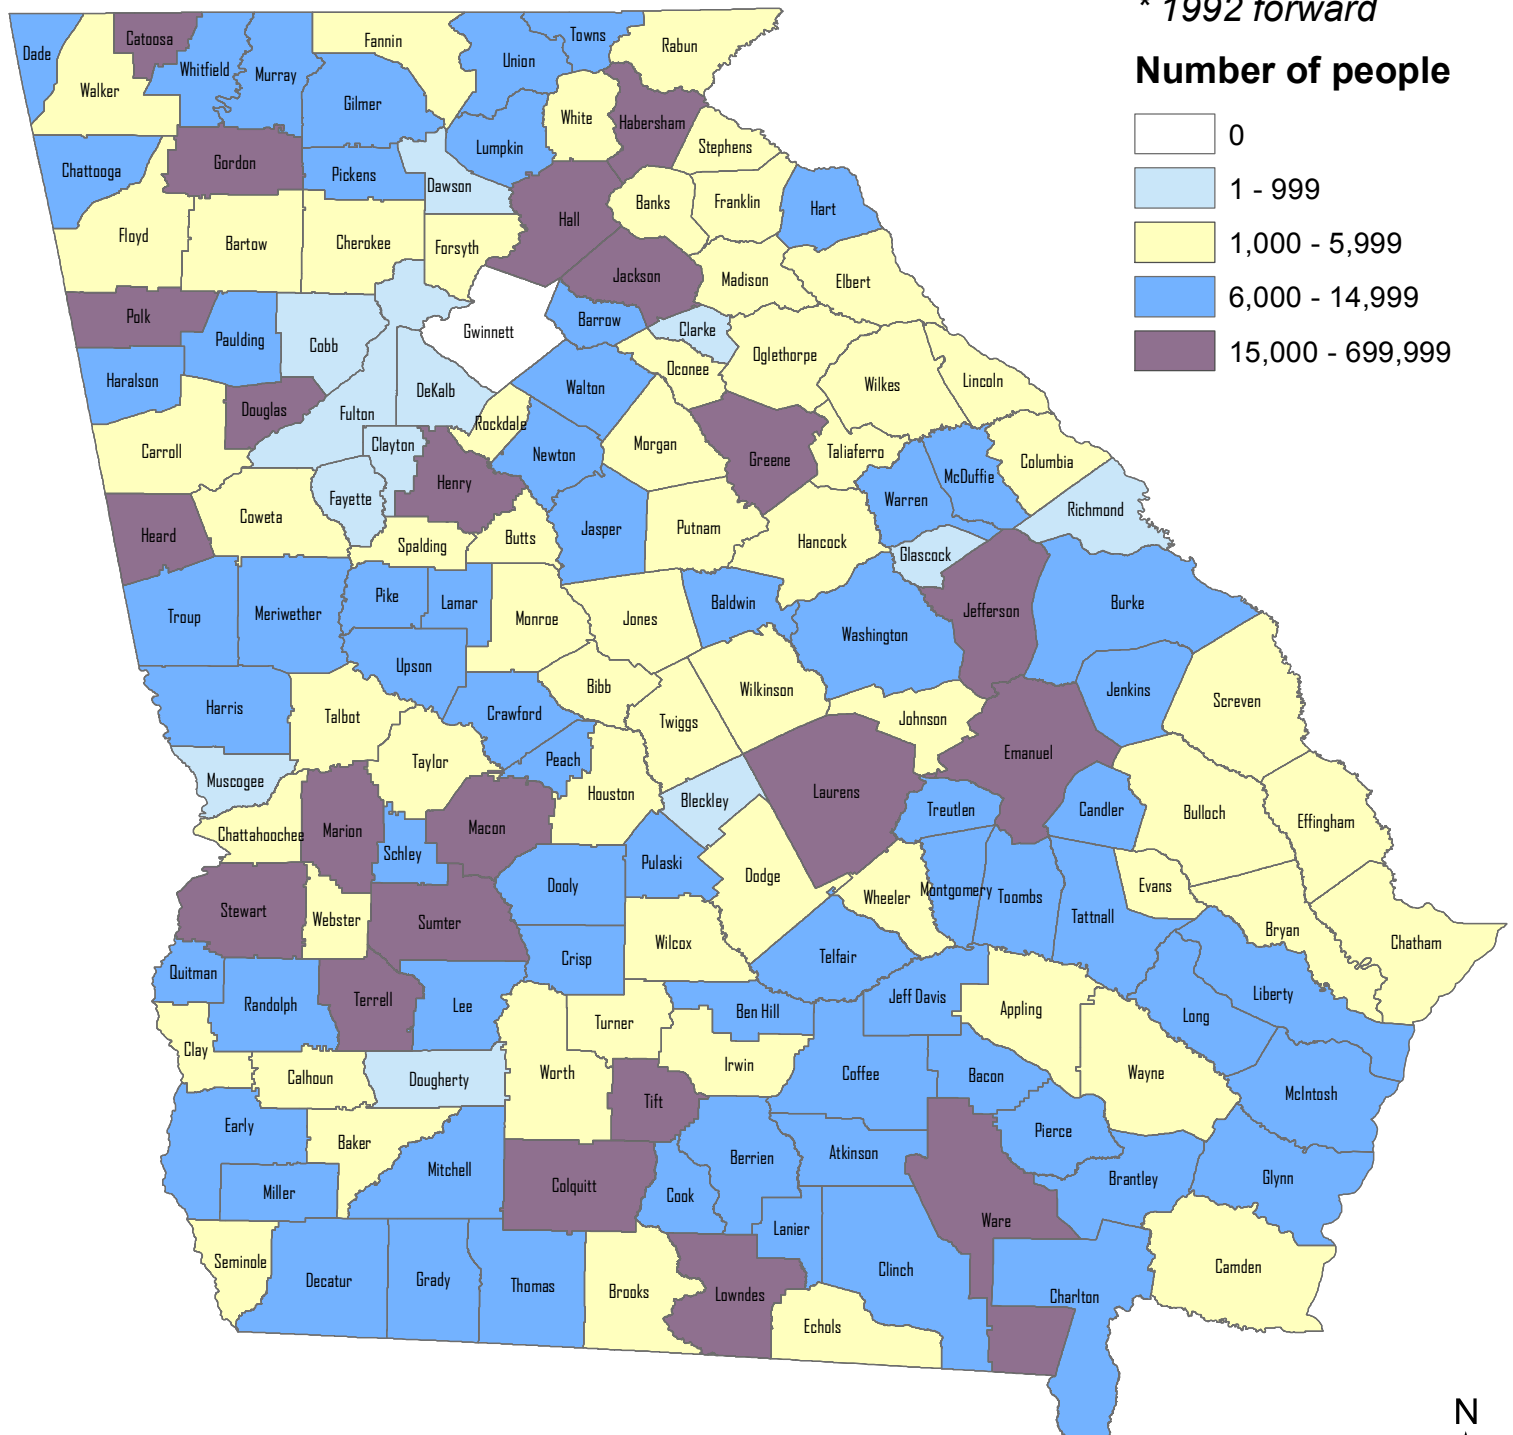 * 1992 forward
Number of people
0
1 - 999
1,000 - 5,999
6,000 - 14,999
15,000 - 699,999
Dade
Catoosa
Walker
Whitfield
Murray
Fannin
Gilmer
Union
Towns
Rabun
White
Habersham
Lumpkin
Stephens
Chattooga
Gordon
Pickens
Dawson
Hall
Banks
Franklin
Hart
Floyd
Bartow
Cherokee
Forsyth
Jackson
Madison
Elbert
Polk
Paulding
Cobb
Gwinnett
Barrow
Clarke
Oglethorpe
Oconee
Wilkes
Lincoln
Haralson
Douglas
Fulton
DeKalb
Walton
Rockdale
Carroll
Clayton
Henry
Newton
Morgan
Greene
Taliaferro
McDuffie
Columbia
Warren
Richmond
Heard
Coweta
Fayette
Spalding
Butts
Jasper
Putnam
Hancock
Glascock
Troup
Meriwether
Pike
Lamar
Monroe
Jones
Baldwin
Washington
Jefferson
Burke
Upson
Bibb
Wilkinson
Jenkins
Screven
Harris
Talbot
Crawford
Twiggs
Johnson
Taylor
Peach
Emanuel
Muscogee
Houston
Bleckley
Laurens
Treutlen
Candler
Bulloch
Effingham
Chattahoochee
Marion
Macon
Schley
Pulaski
Dooly
Dodge
Wheeler
Montgomery
Toombs
Evans
Tattnall
Stewart
Webster
Sumter
Wilcox
Crisp
Telfair
Bryan
Chatham
Quitman
Randolph
Terrell
Lee
Ben Hill
Jeff Davis
Appling
Long
Liberty
Clay
Calhoun
Dougherty
Turner
Worth
Irwin
Coffee
Bacon
Wayne
McIntosh
Tift
Early
Baker
Mitchell
Berrien
Atkinson
Pierce
Brantley
Glynn
Miller
Colquitt
Cook
Lanier
Ware
Seminole
Decatur
Grady
Thomas
Brooks
Lowndes
Echols
Clinch
Charlton
Camden
N